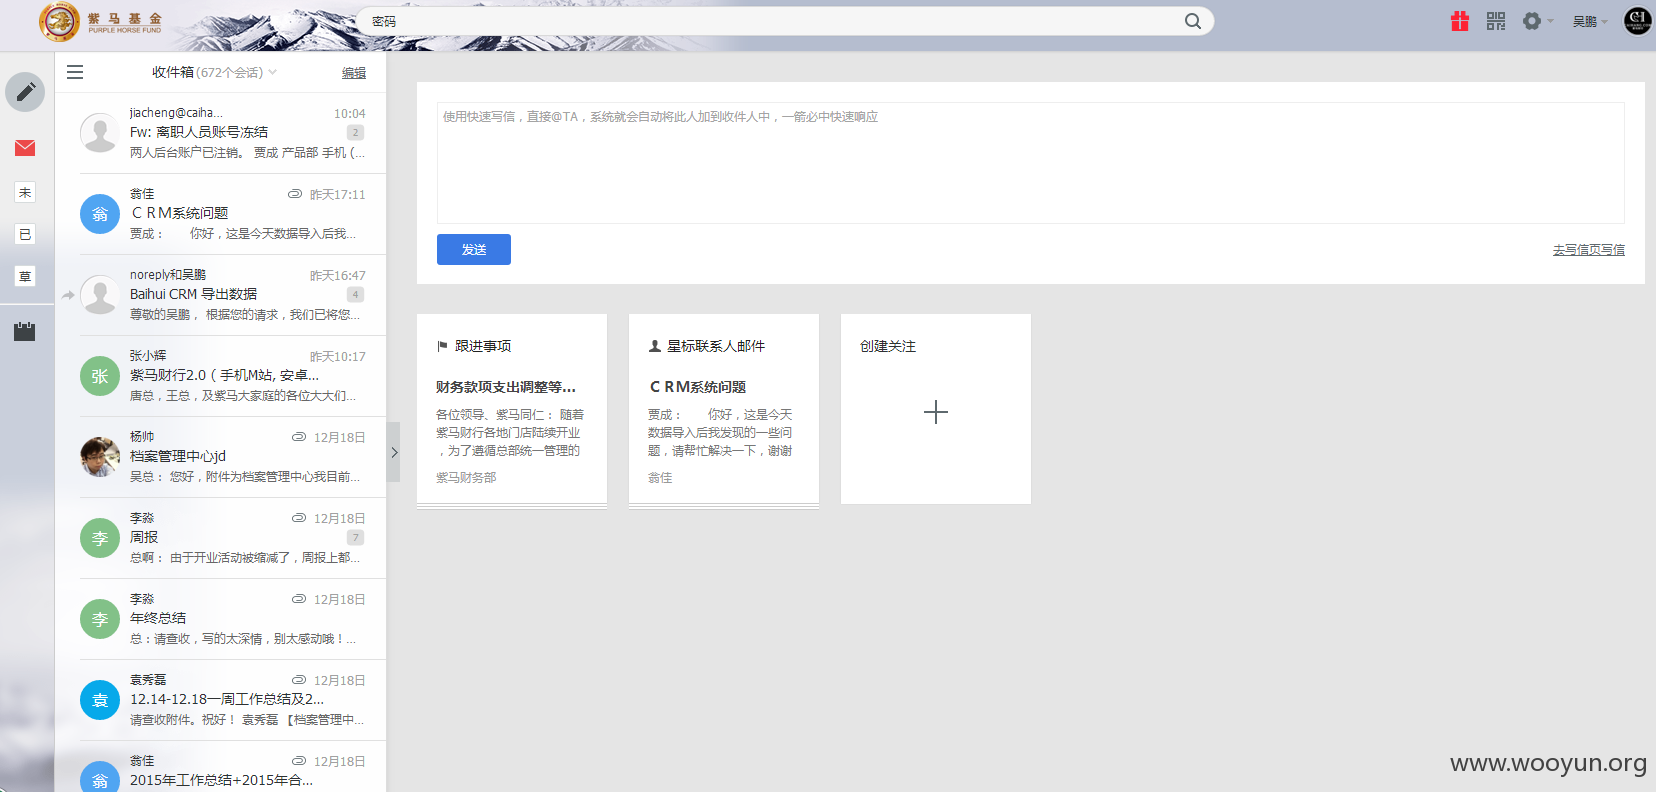 紫马基金
PURPLE HORSE FUND
密码
吴鹏
收件箱(672个会话)
编辑
未
已
草
jiacheng@caiha...
10:04
Fw: 离职人员账号冻结
2
两人后台账户已注销。 贾成 产品部 手机 (...
翁
翁佳
昨天17:11
ＣＲＭ系统问题
贾成： 你好，这是今天数据导入后我...
noreply和吴鹏
昨天16:47
Baihui CRM 导出数据
4
尊敬的吴鹏， 根据您的请求，我们已将您...
张
张小辉
昨天10:17
紫马财行2.0 ( 手机M站, 安卓...
唐总，王总，及紫马大家庭的各位大大们...
杨帅
12月18日
档案管理中心jd
吴总： 您好，附件为档案管理中心我目前...
李
李淼
12月18日
周报
7
总啊： 由于开业活动被缩减了，周报上都...
李
李淼
12月18日
年终总结
总：请查收，写的太深情，别太感动哦！...
袁
袁秀磊
12月18日
12.14-12.18一周工作总结及2...
请查收附件。祝好！ 袁秀磊 【档案管理中...
翁
翁佳
12月18日
2015年工作总结+2015年合...
使用快速写信，直接@TA，系统就会自动将此人加到收件人中，一箭必中快速响应
发送
去写信页写信
跟进事项
财务款项支出调整等...
各位领导、紫马同仁： 随着
紫马财行各地门店陆续开业
，为了遵循总部统一管理的
紫马财务部
星标联系人邮件
ＣＲＭ系统问题
贾成： 你好，这是今天
数据导入后我发现的一些问
题，请帮忙解决一下，谢谢
翁佳
创建关注
www.wooyun.org